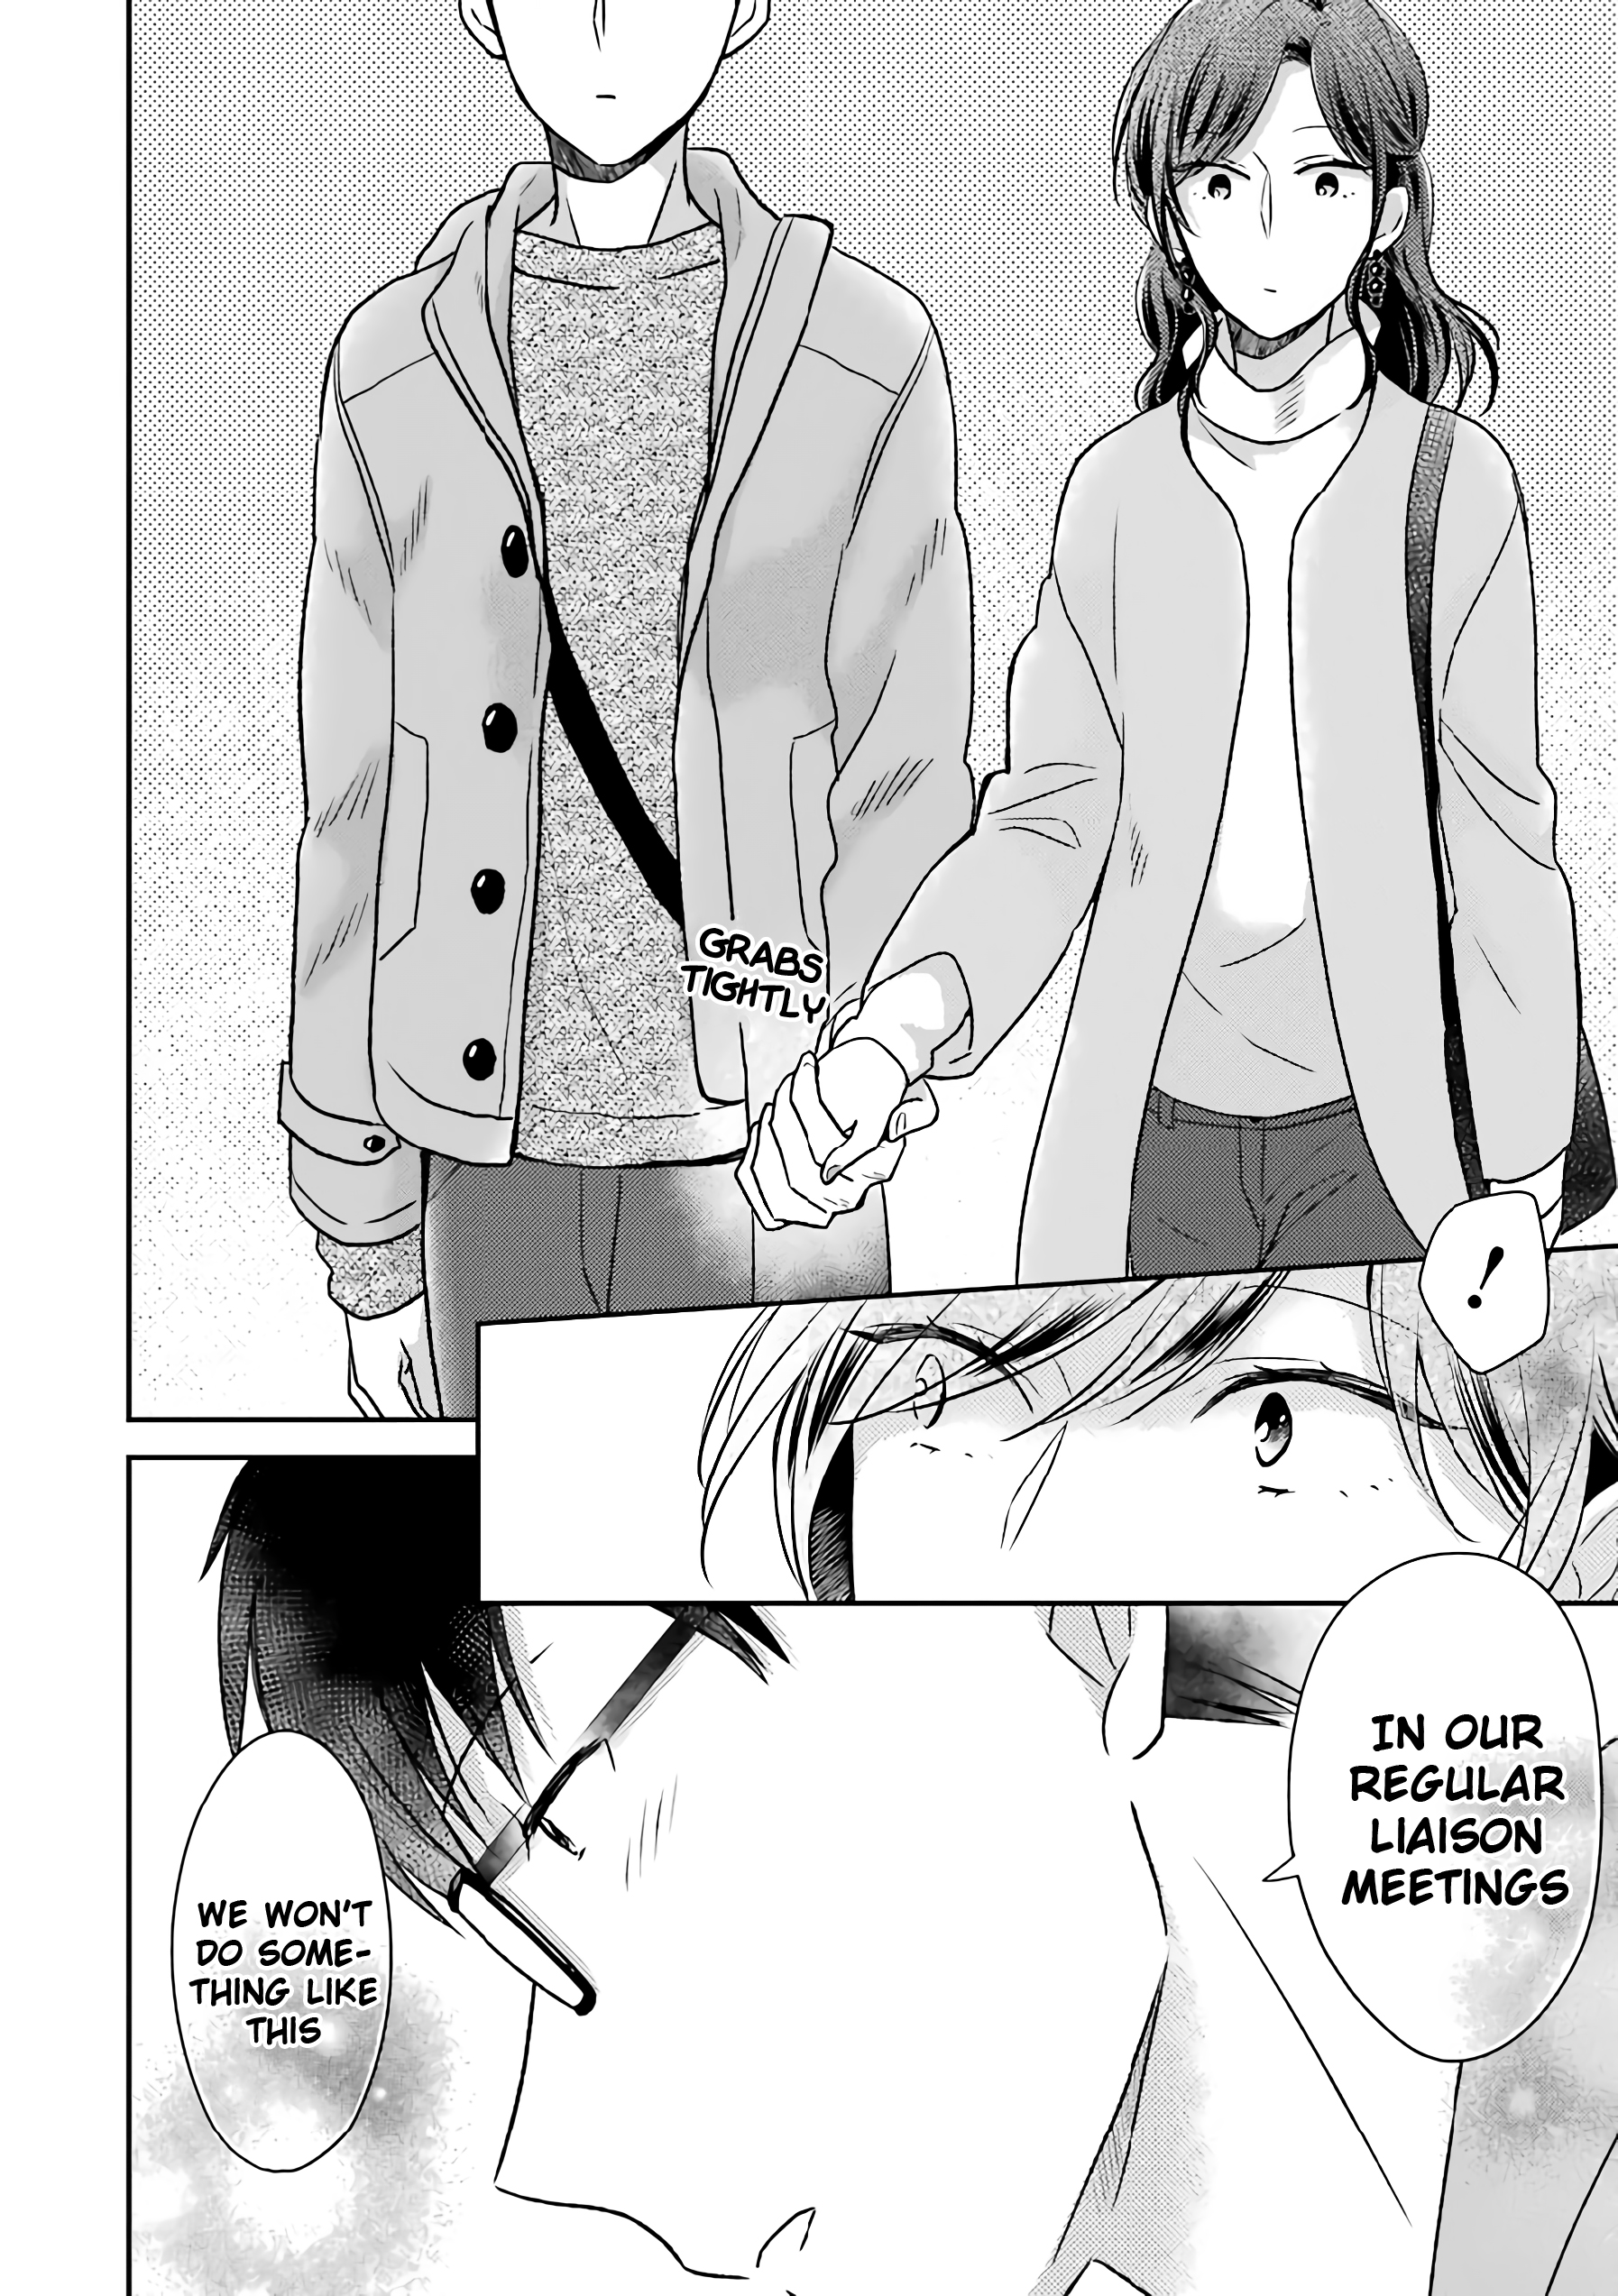 GRABS
TIGHTLY
!
IN OUR
REGULAR
LIAISON
MEETINGS
WE WON'T
DO SOME-
THING LIKE
THIS